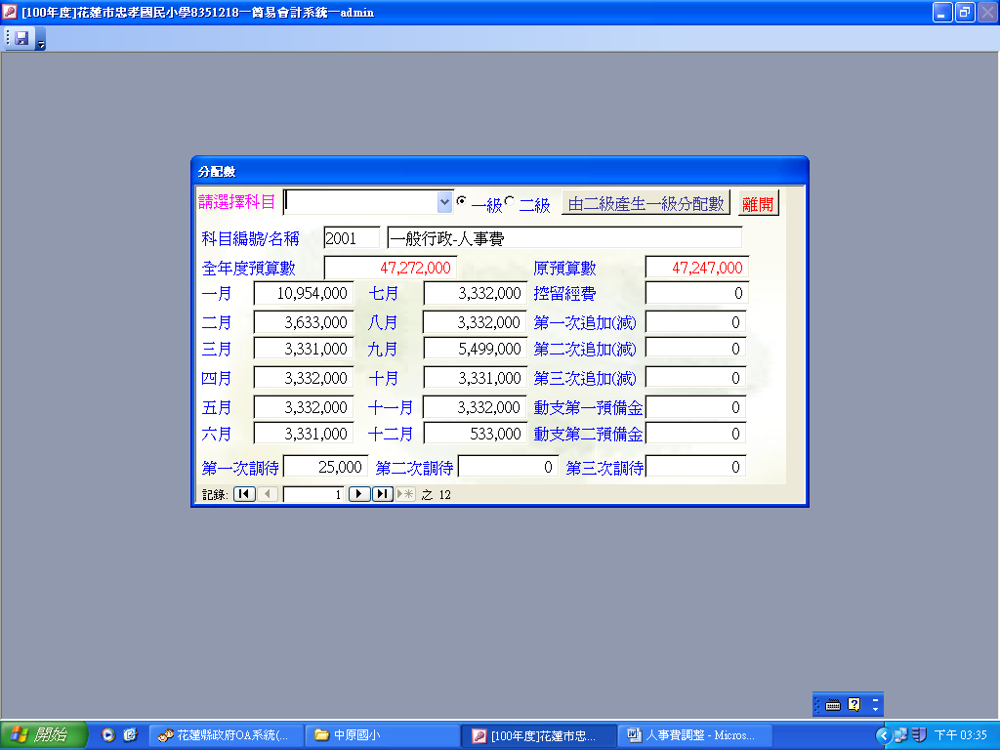 [100年度]花蓮市忠孝國民小學8351218—簡易會計系統—admin
分配數
請選擇科目 一級 二級 由二級產生一級分配數 離開
科目編號/名稱 2001 一般行政-人事費
全年度預算數 47,272,000 原預算數 47,247,000
一月 10,954,000 七月 3,332,000 控留經費 0
二月 3,633,000 八月 3,332,000 第一次追加(減) 0
三月 3,331,000 九月 5,499,000 第二次追加(減) 0
四月 3,332,000 十月 3,331,000 第三次追加(減) 0
五月 3,332,000 十一月 3,332,000 動支第一預備金 0
六月 3,331,000 十二月 533,000 動支第二預備金 0
第一次調待 25,000 第二次調待 0 第三次調待 0
記錄: 1 之 12
開始 花蓮縣政府OA系統(... 中原國小 [100年度]花蓮市忠... 人事費調整 - Micros... 下午 03:35